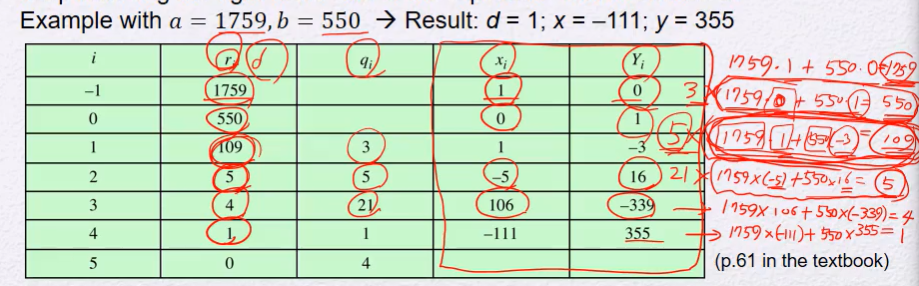 Example with a = 1759, b = 550 → Result: d = 1; x = –111; y = 355
i rᵢ d qᵢ xᵢ Yᵢ 1759·1 + 550·0=1759
–1 1759 1 0 3 × (1759·0 + 550·1= 550
0 550 0 1 5 ×
1 109 3 1 –3 (1759·1+550(-3)= 109
2 5 5 –5 16 21 × (1759×(-5)+550×16= 5
3 4 21 106 –339 → 1759×106+550×(-339)=4
4 1 1 –111 355 → 1759×(-111)+550×355=1
5 0 4 (p.61 in the textbook)